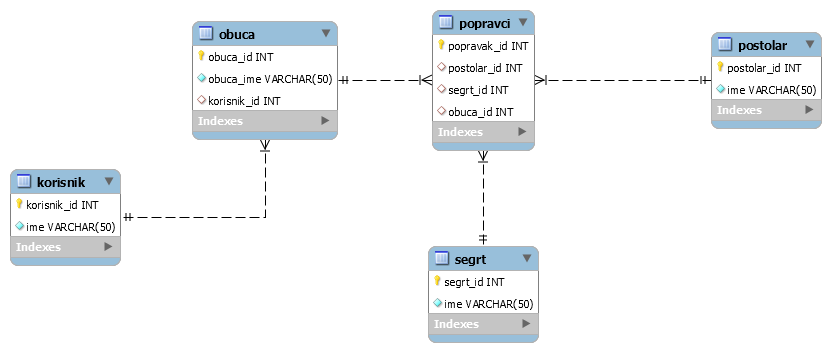 obuca
obuca_id INT
obuca_ime VARCHAR(50)
korisnik_id INT
Indexes
popravci
popravak_id INT
postolar_id INT
segrt_id INT
obuca_id INT
Indexes
postolar
postolar_id INT
ime VARCHAR(50)
Indexes
korisnik
korisnik_id INT
ime VARCHAR(50)
Indexes
segrt
segrt_id INT
ime VARCHAR(50)
Indexes